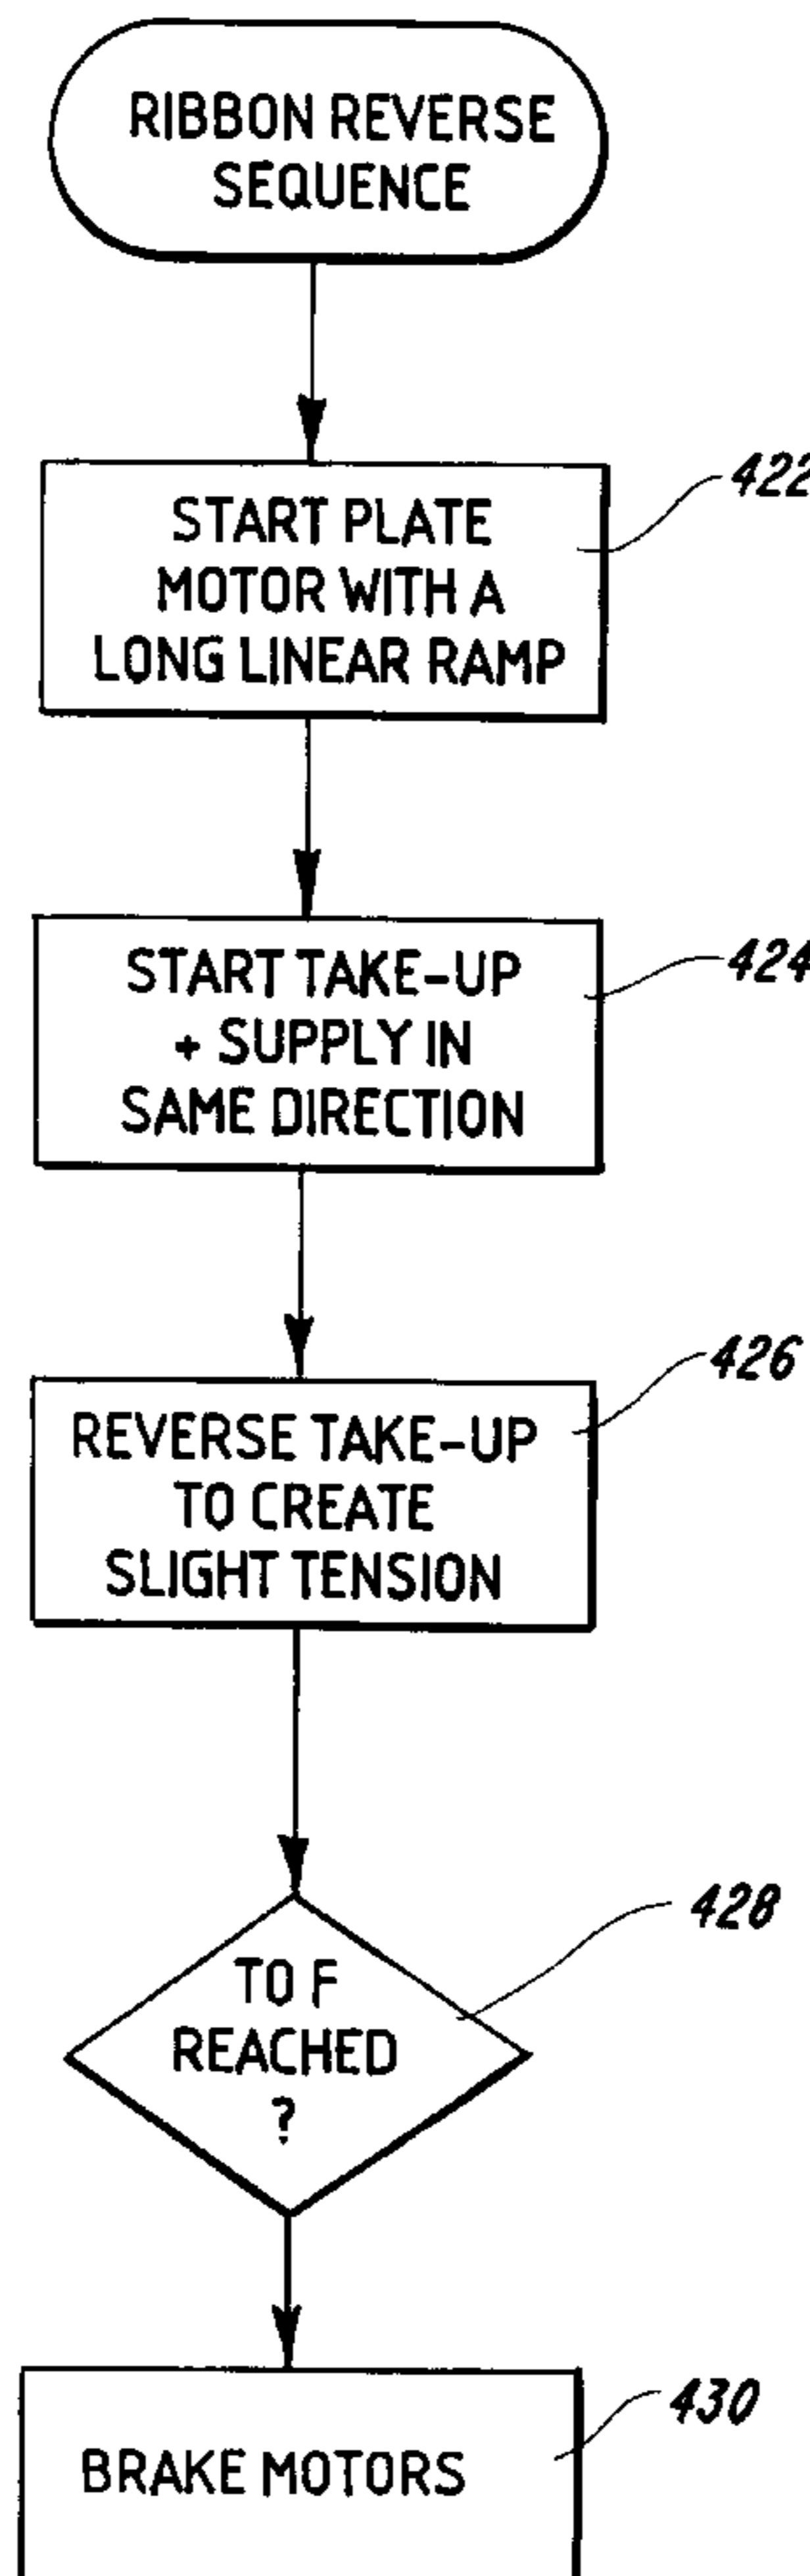 RIBBON REVERSE
SEQUENCE
422
START PLATE
MOTOR WITH A
LONG LINEAR RAMP
424
START TAKE-UP
+ SUPPLY IN
SAME DIRECTION
426
REVERSE TAKE-UP
TO CREATE
SLIGHT TENSION
428
TO F
REACHED
?
430
BRAKE MOTORS